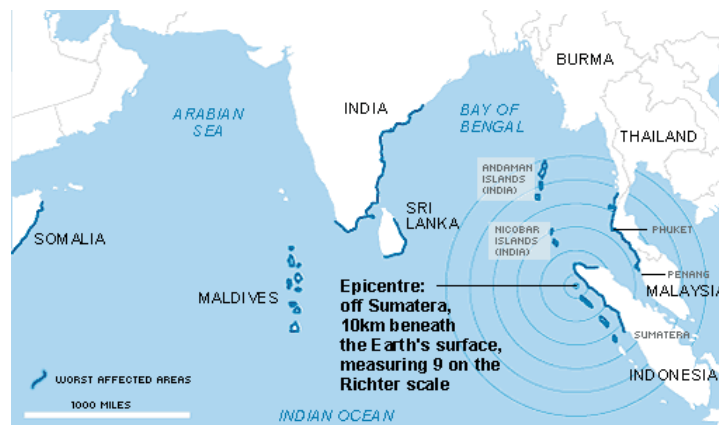 BURMA
ARABIAN
SEA
INDIA
BAY OF
BENGAL
THAILAND
ANDAMAN
ISLANDS
(INDIA)
SRI
LANKA
NICOBAR
ISLANDS
(INDIA)
PHUKET
SOMALIA
PENANG
MALAYSIA
MALDIVES
Epicentre:
off Sumatera,
10km beneath
the Earth's surface,
measuring 9 on the
Richter scale
SUMATERA
INDONESIA
WORST AFFECTED AREAS
1000 MILES
INDIAN OCEAN